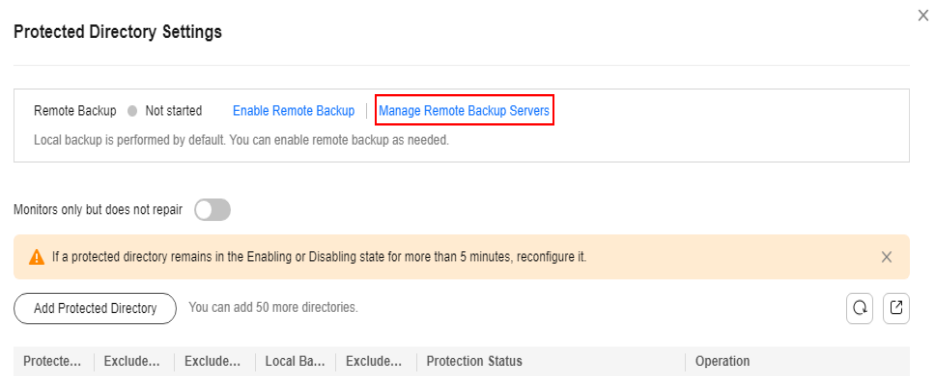 Protected Directory Settings
Remote Backup Not started Enable Remote Backup Manage Remote Backup Servers
Local backup is performed by default. You can enable remote backup as needed.
Monitors only but does not repair
If a protected directory remains in the Enabling or Disabling state for more than 5 minutes, reconfigure it.
Add Protected Directory You can add 50 more directories.
Protecte... Exclude... Exclude... Local Ba... Exclude... Protection Status Operation